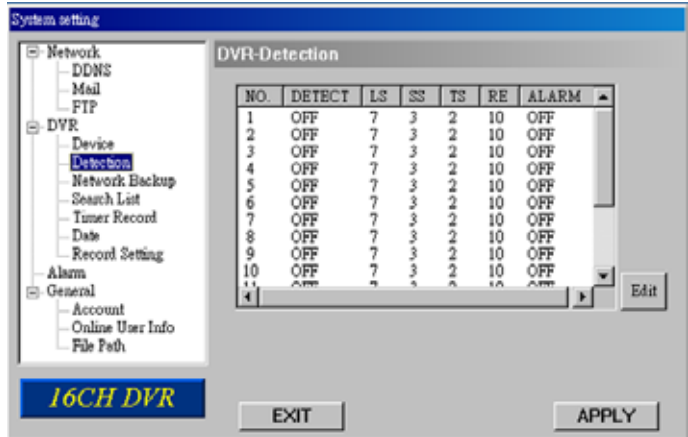 System setting
Network
DDNS
Mail
FTP
DVR
Device
Detection
Network Backup
Search List
Timer Record
Date
Record Setting
Alarm
General
Account
Online User Info
File Path
16CH DVR
DVR-Detection
NO. DETECT LS SS TS RE ALARM
1 OFF 7 3 2 10 OFF
2 OFF 7 3 2 10 OFF
3 OFF 7 3 2 10 OFF
4 OFF 7 3 2 10 OFF
5 OFF 7 3 2 10 OFF
6 OFF 7 3 2 10 OFF
7 OFF 7 3 2 10 OFF
8 OFF 7 3 2 10 OFF
9 OFF 7 3 2 10 OFF
10 OFF 7 3 2 10 OFF
Edit
EXIT APPLY